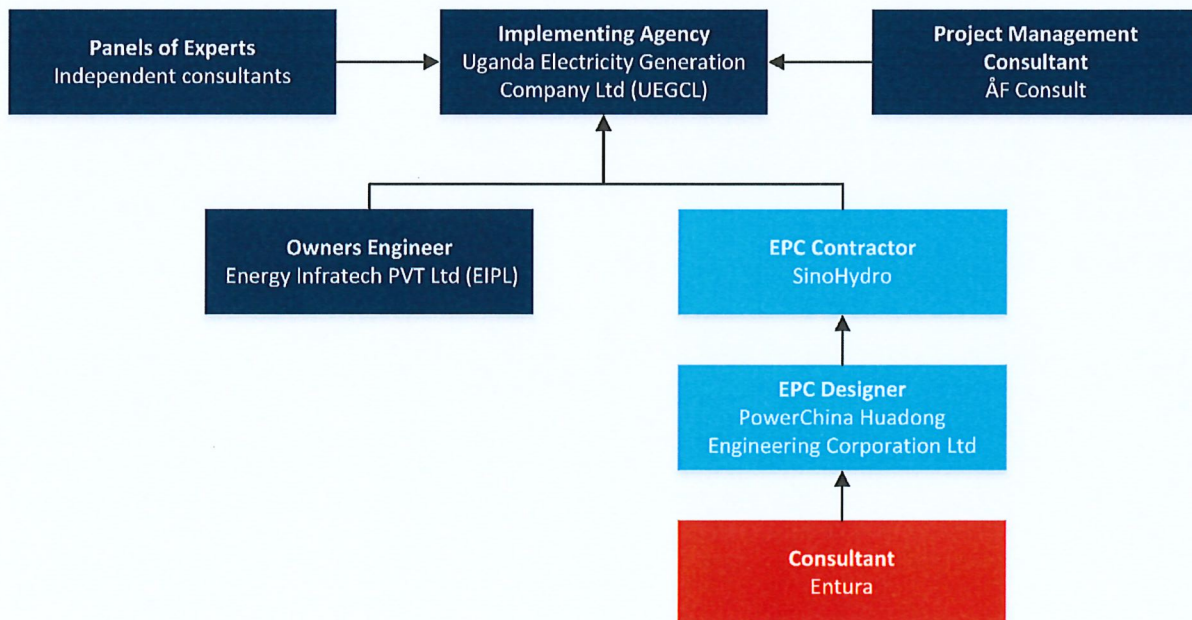 Panels of Experts
Independent consultants
Implementing Agency
Uganda Electricity Generation
Company Ltd (UEGCL)
Project Management
Consultant
ÅF Consult
Owners Engineer
Energy Infratech PVT Ltd (EIPL)
EPC Contractor
SinoHydro
EPC Designer
PowerChina Huadong
Engineering Corporation Ltd
Consultant
Entura